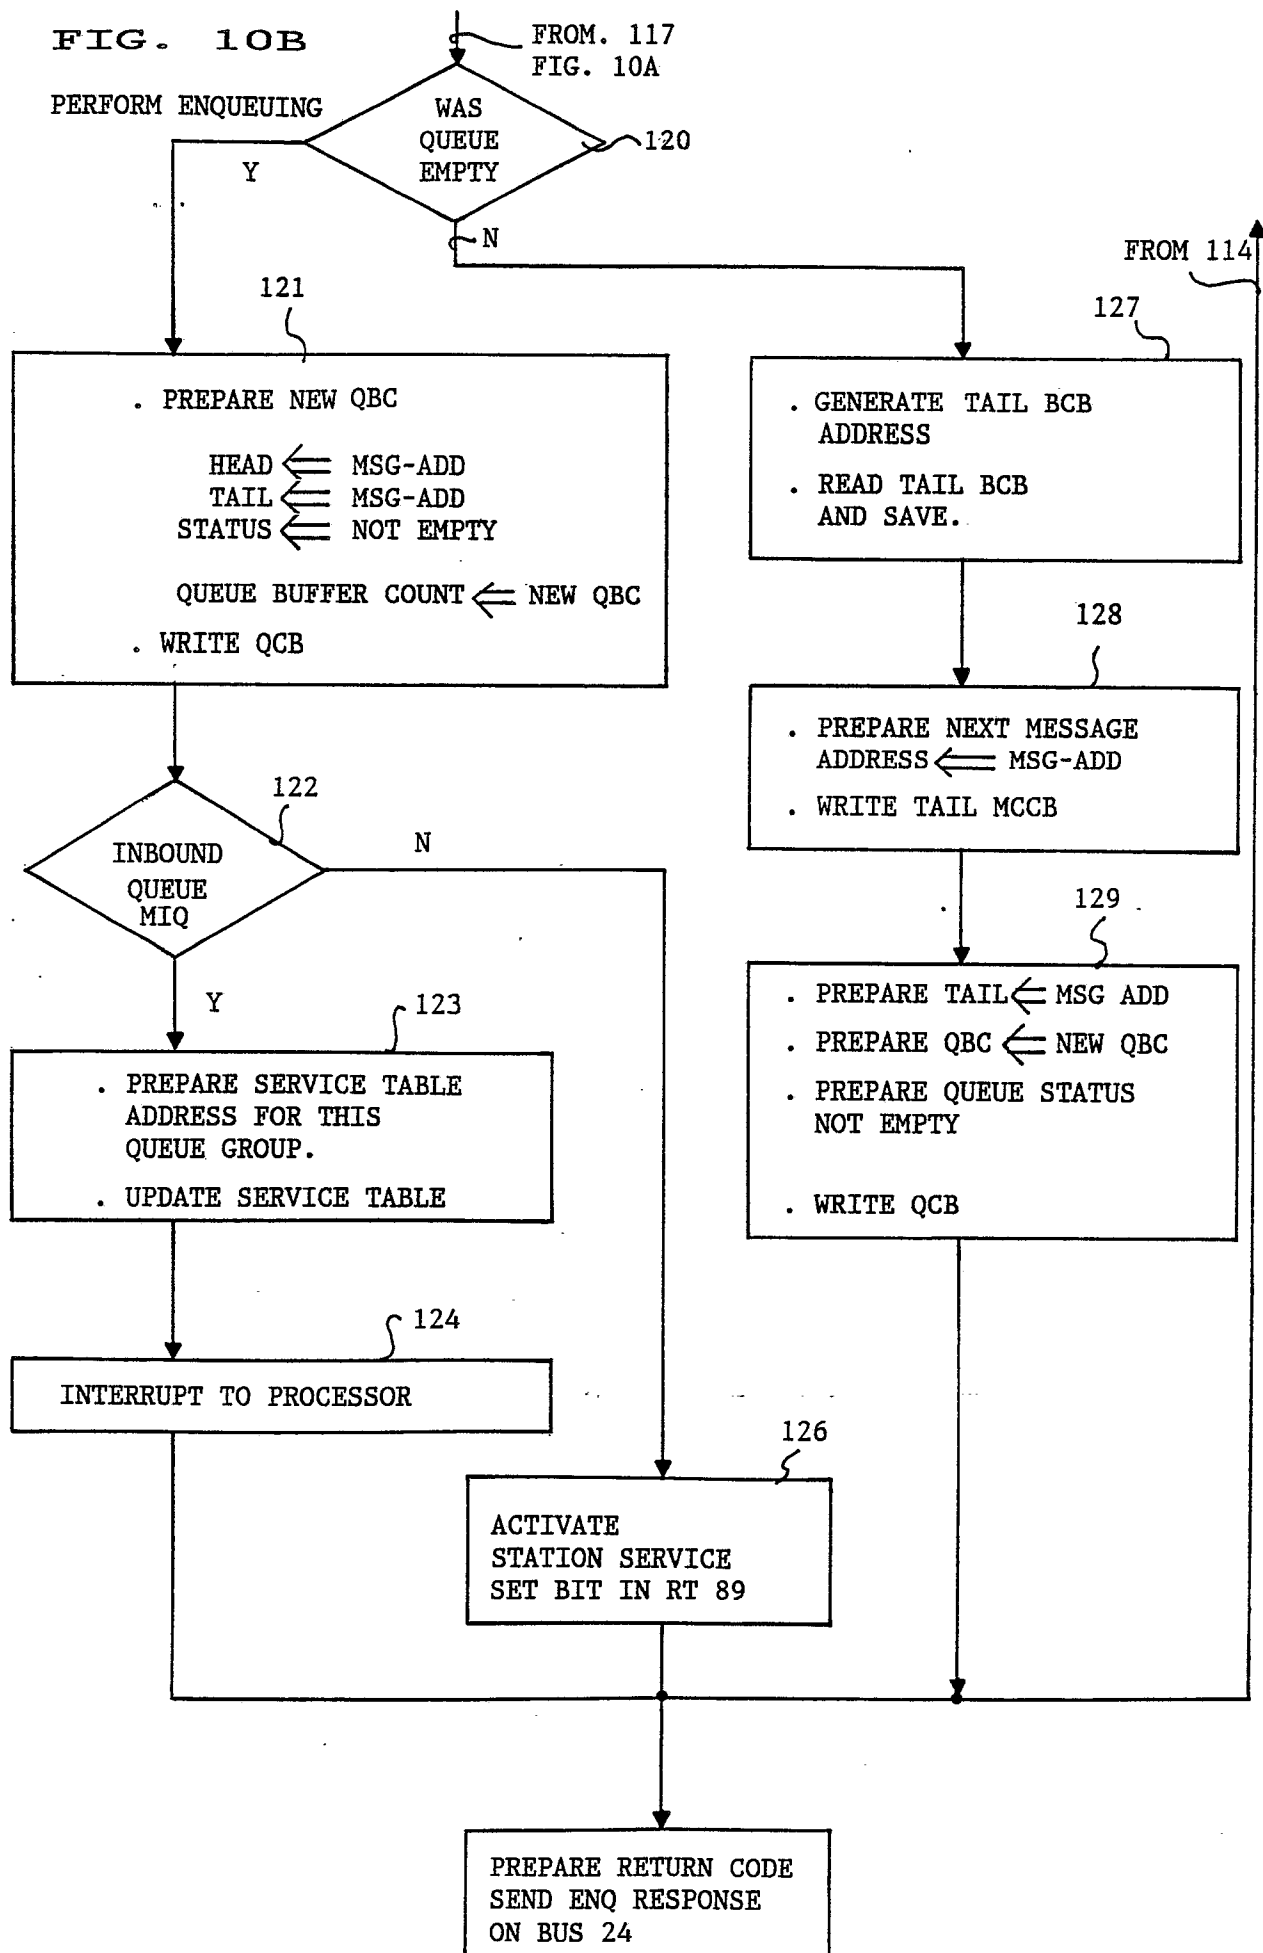 FIG. 10B
FROM. 117
FIG. 10A
PERFORM ENQUEUING
WAS
QUEUE
EMPTY
120
Y
N
FROM 114
121
. PREPARE NEW QBC
HEAD ⇐ MSG-ADD
TAIL ⇐ MSG-ADD
STATUS ⇐ NOT EMPTY
QUEUE BUFFER COUNT ⇐ NEW QBC
. WRITE QCB
127
. GENERATE TAIL BCB
ADDRESS
. READ TAIL BCB
AND SAVE.
128
. PREPARE NEXT MESSAGE
ADDRESS ⇐ MSG-ADD
. WRITE TAIL MCCB
122
INBOUND
QUEUE
MIQ
N
Y
129
. PREPARE TAIL ⇐ MSG ADD
. PREPARE QBC ⇐ NEW QBC
. PREPARE QUEUE STATUS
NOT EMPTY
. WRITE QCB
123
. PREPARE SERVICE TABLE
ADDRESS FOR THIS
QUEUE GROUP.
. UPDATE SERVICE TABLE
124
INTERRUPT TO PROCESSOR
126
ACTIVATE
STATION SERVICE
SET BIT IN RT 89
PREPARE RETURN CODE
SEND ENQ RESPONSE
ON BUS 24